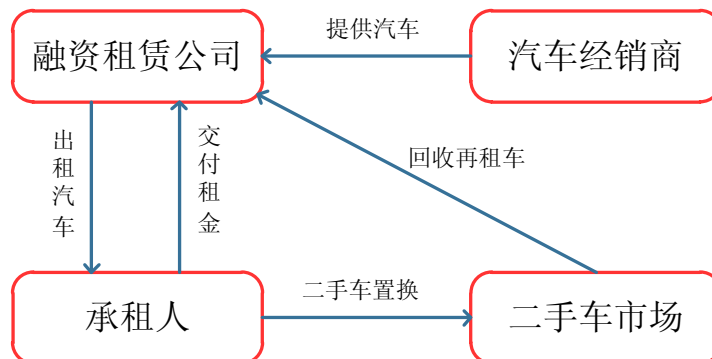 提供汽车
融资租赁公司
汽车经销商
出租汽车
交付租金
回收再租车
二手车置换
承租人
二手车市场